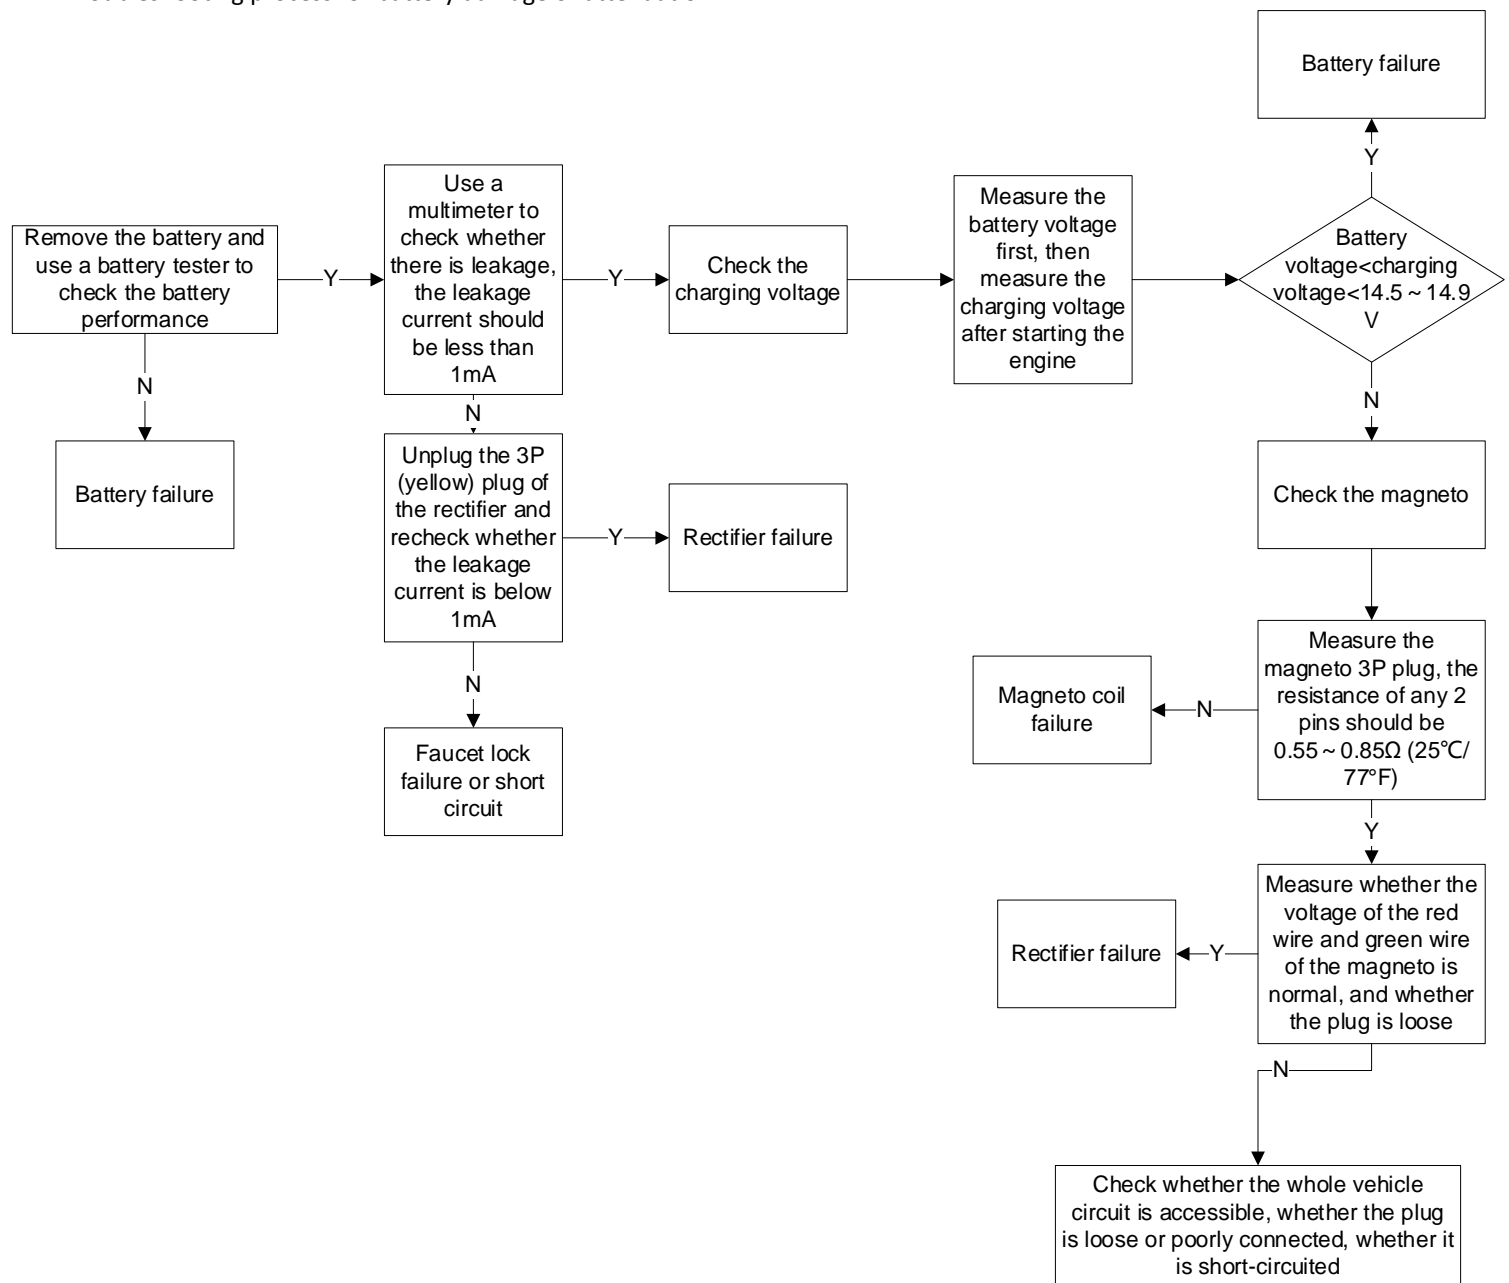 Battery failure
Y
Remove the battery and
use a battery tester to
check the battery
performance
Y
Use a
multimeter to
check whether
there is leakage,
the leakage
current should
be less than
1mA
Y
Check the
charging voltage
Measure the
battery voltage
first, then
measure the
charging voltage
after starting the
engine
Battery
voltage<charging
voltage<14.5～14.9
V
N
Battery failure
N
Unplug the 3P
(yellow) plug of
the rectifier and
recheck whether
the leakage
current is below
1mA
Y
Rectifier failure
N
Faucet lock
failure or short
circuit
N
Check the magneto
Measure the
magneto 3P plug, the
resistance of any 2
pins should be
0.55～0.85Ω (25℃/
77°F)
N
Magneto coil
failure
Y
Measure whether the
voltage of the red
wire and green wire
of the magneto is
normal, and whether
the plug is loose
Y
Rectifier failure
N
Check whether the whole vehicle
circuit is accessible, whether the plug
is loose or poorly connected, whether it
is short-circuited